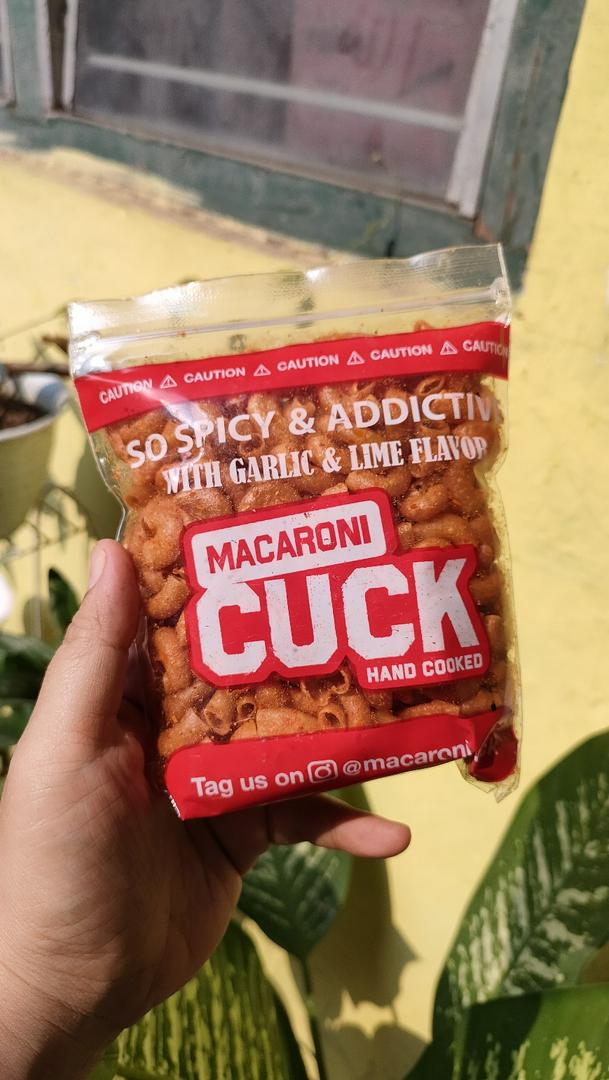 CAUTION ⚠ CAUTION ⚠ CAUTION ⚠ CAUTION ⚠ CAUTION
SO SPICY & ADDICTIV
WITH GARLIC & LIME FLAVOR
MACARONI
CUCK
HAND COOKED
Tag us on @macaroni